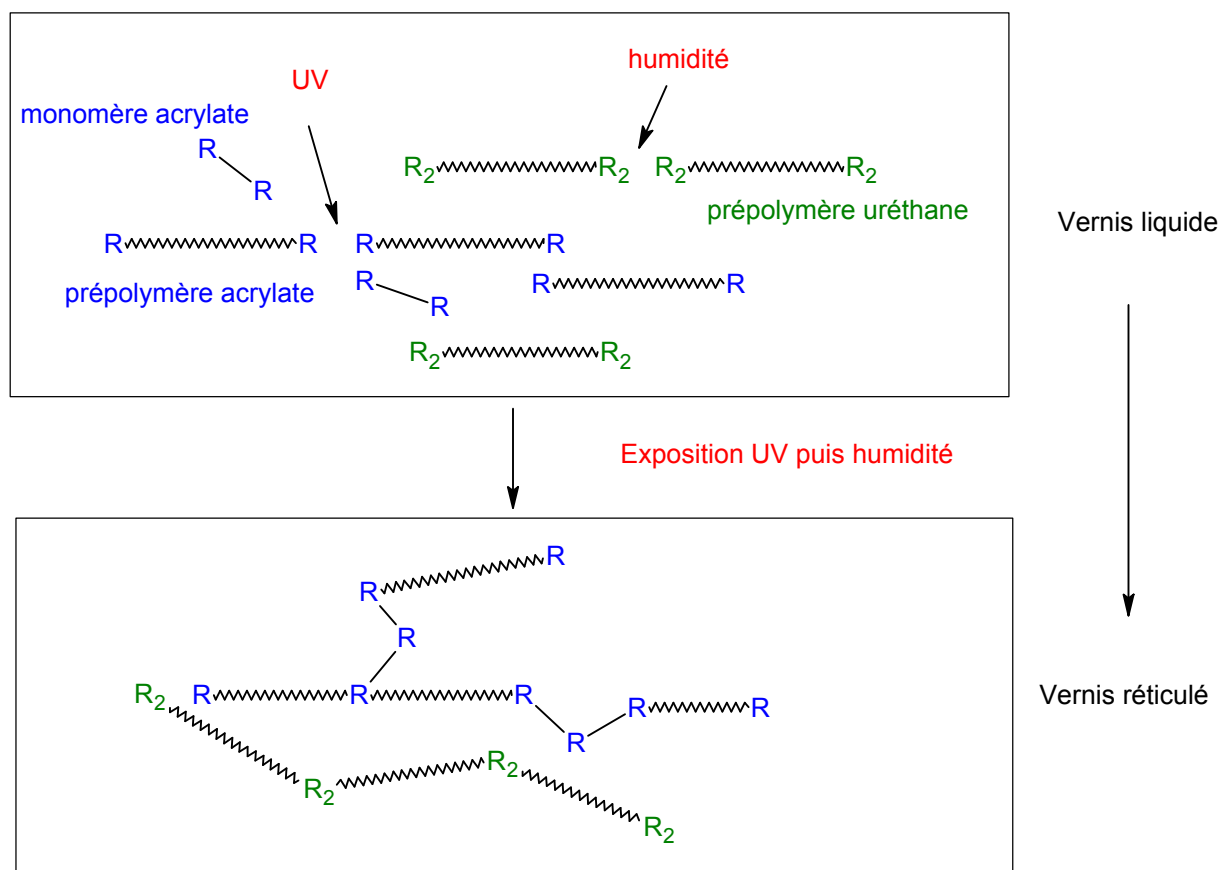 UV
humidité
monomère acrylate
R
R
R₂ R₂ R₂ R₂
prépolymère uréthane
Vernis liquide
R R R R
prépolymère acrylate
R
R
R R
R₂ R₂
Exposition UV puis humidité
R
R
R
R₂ R R R R R
R
R₂
R₂
R₂
Vernis réticulé